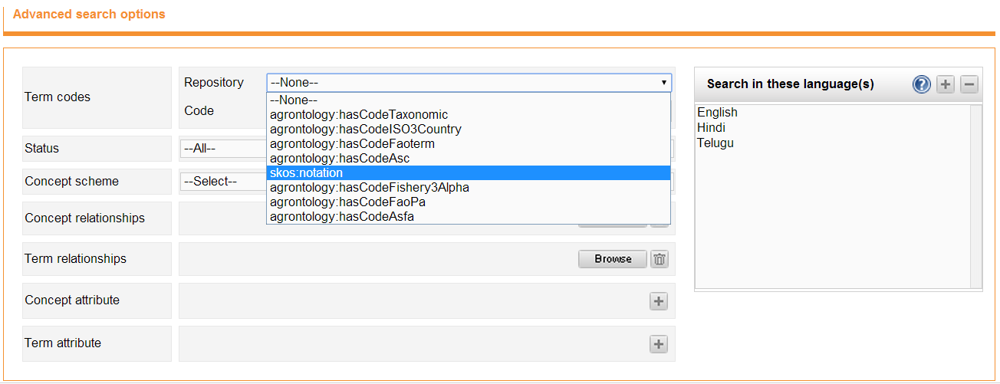 Advanced search options
Term codes
Repository
--None--
Code
--None--
agrontology:hasCodeTaxonomic
agrontology:hasCodeISO3Country
agrontology:hasCodeFaoterm
agrontology:hasCodeAsc
skos:notation
agrontology:hasCodeFishery3Alpha
agrontology:hasCodeFaoPa
agrontology:hasCodeAsfa
Status
--All--
Concept scheme
--Select--
Concept relationships
Term relationships
Browse
Concept attribute
Term attribute
Search in these language(s)
English
Hindi
Telugu